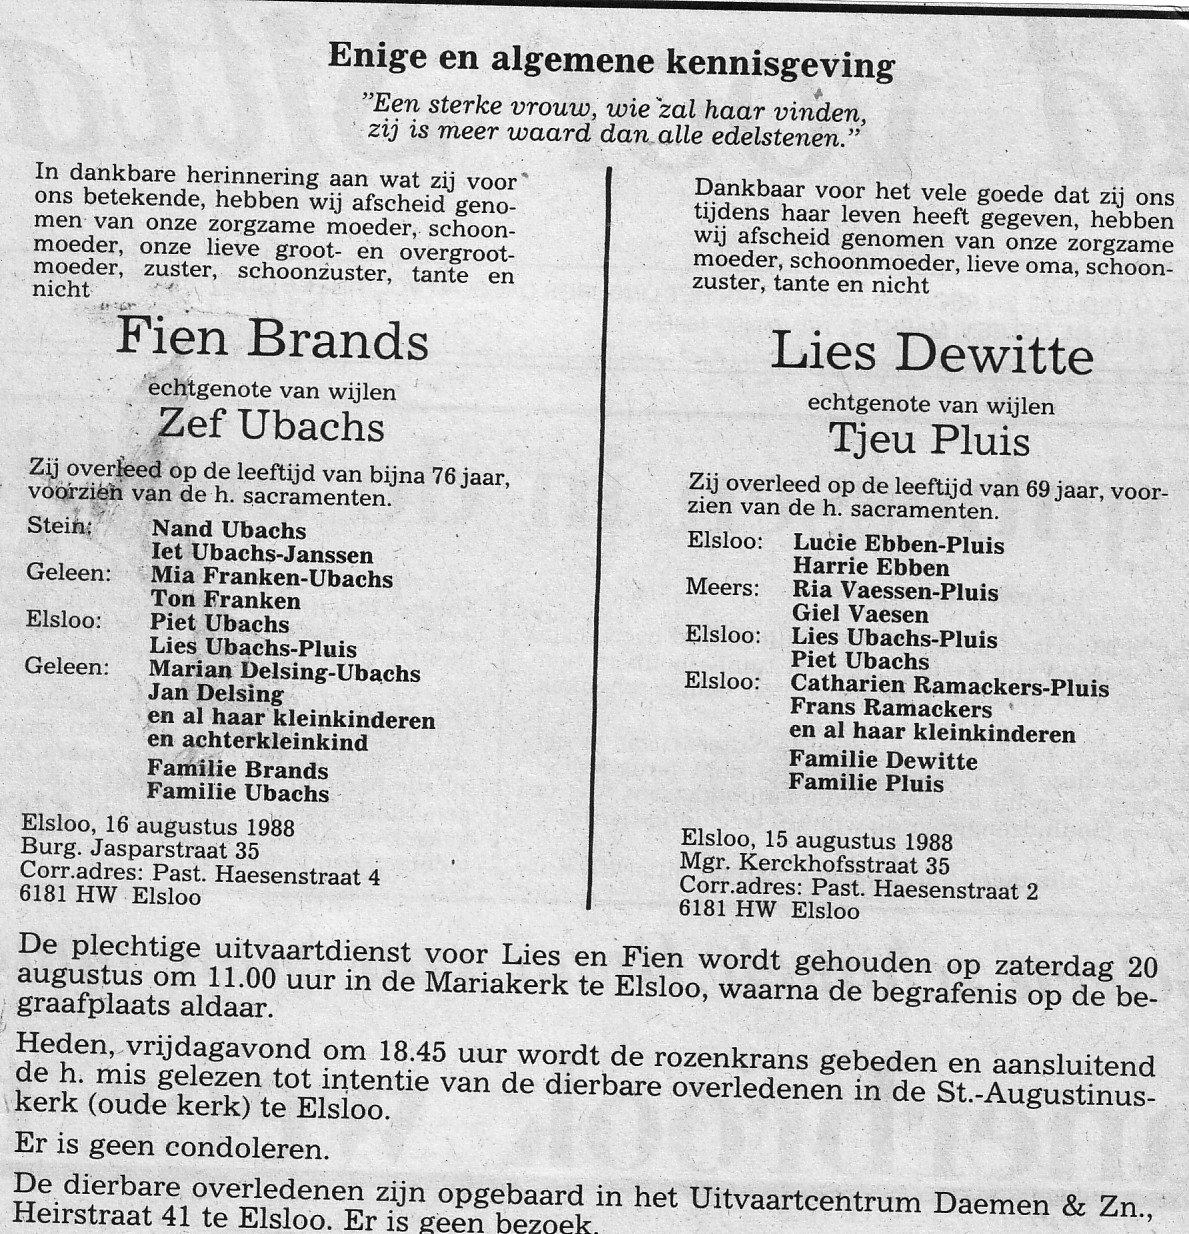 Enige en algemene kennisgeving
"Een sterke vrouw, wie zal haar vinden,
zij is meer waard dan alle edelstenen."
In dankbare herinnering aan wat zij voor
ons betekende, hebben wij afscheid geno-
men van onze zorgzame moeder, schoon-
moeder, onze lieve groot- en overgroot-
moeder, zuster, schoonzuster, tante en
nicht
Fien Brands
echtgenote van wijlen
Zef Ubachs
Zij overleed op de leeftijd van bijna 76 jaar,
voorzien van de h. sacramenten.
Stein: Nand Ubachs
Iet Ubachs-Janssen
Geleen: Mia Franken-Ubachs
Ton Franken
Elsloo: Piet Ubachs
Lies Ubachs-Pluis
Geleen: Marian Delsing-Ubachs
Jan Delsing
en al haar kleinkinderen
en achterkleinkind
Familie Brands
Familie Ubachs
Elsloo, 16 augustus 1988
Burg. Jasparstraat 35
Corr.adres: Past. Haesenstraat 4
6181 HW Elsloo
Dankbaar voor het vele goede dat zij ons
tijdens haar leven heeft gegeven, hebben
wij afscheid genomen van onze zorgzame
moeder, schoonmoeder, lieve oma, schoon-
zuster, tante en nicht
Lies Dewitte
echtgenote van wijlen
Tjeu Pluis
Zij overleed op de leeftijd van 69 jaar, voor-
zien van de h. sacramenten.
Elsloo: Lucie Ebben-Pluis
Harrie Ebben
Meers: Ria Vaessen-Pluis
Giel Vaesen
Elsloo: Lies Ubachs-Pluis
Piet Ubachs
Elsloo: Catharien Ramackers-Pluis
Frans Ramackers
en al haar kleinkinderen
Familie Dewitte
Familie Pluis
Elsloo, 15 augustus 1988
Mgr. Kerckhofsstraat 35
Corr.adres: Past. Haesenstraat 2
6181 HW Elsloo
De plechtige uitvaartdienst voor Lies en Fien wordt gehouden op zaterdag 20
augustus om 11.00 uur in de Mariakerk te Elsloo, waarna de begrafenis op de be-
graafplaats aldaar.
Heden, vrijdagavond om 18.45 uur wordt de rozenkrans gebeden en aansluitend
de h. mis gelezen tot intentie van de dierbare overledenen in de St.-Augustinus-
kerk (oude kerk) te Elsloo.
Er is geen condoleren.
De dierbare overledenen zijn opgebaard in het Uitvaartcentrum Daemen & Zn.,
Heirstraat 41 te Elsloo. Er is geen bezoek.